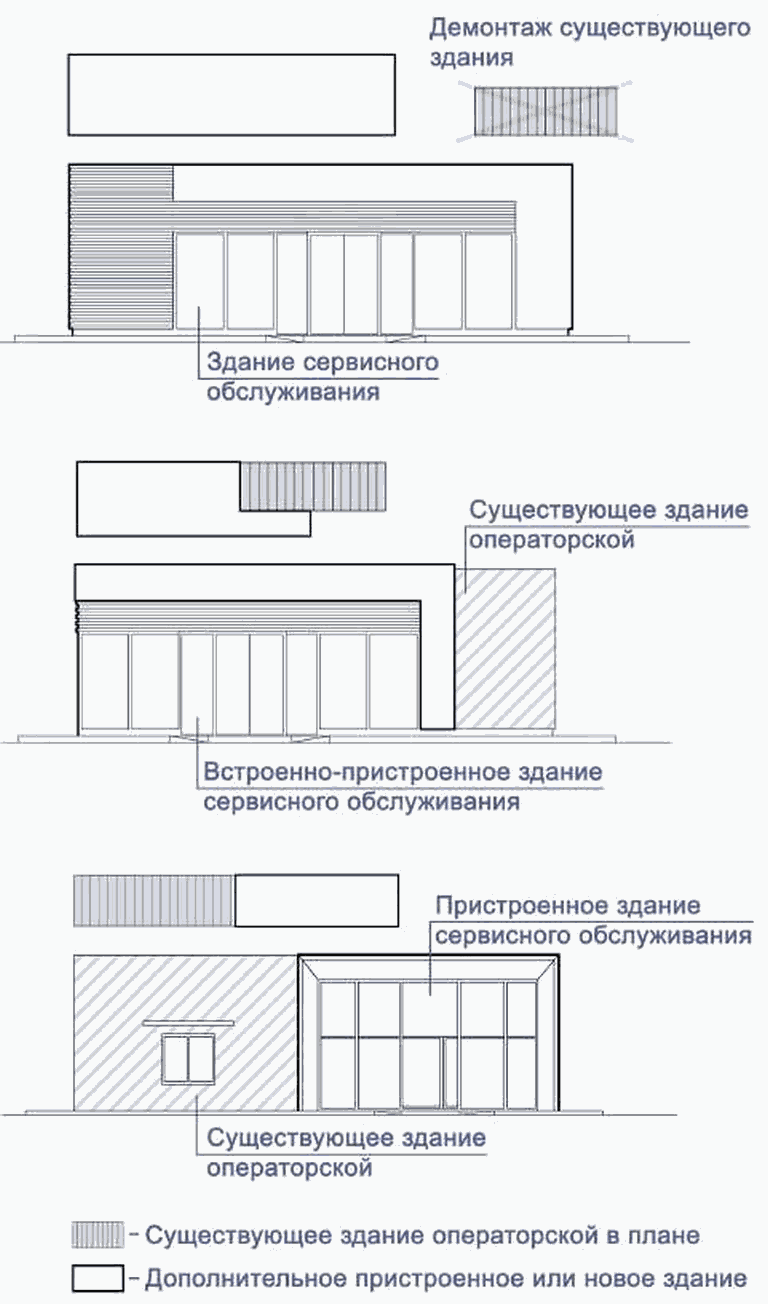 Демонтаж существующего
здания
Здание сервисного
обслуживания
Существующее здание
операторской
Встроенно-пристроенное здание
сервисного обслуживания
Пристроенное здание
сервисного обслуживания
Существующее здание
операторской
- Существующее здание операторской в плане
- Дополнительное пристроенное или новое здание